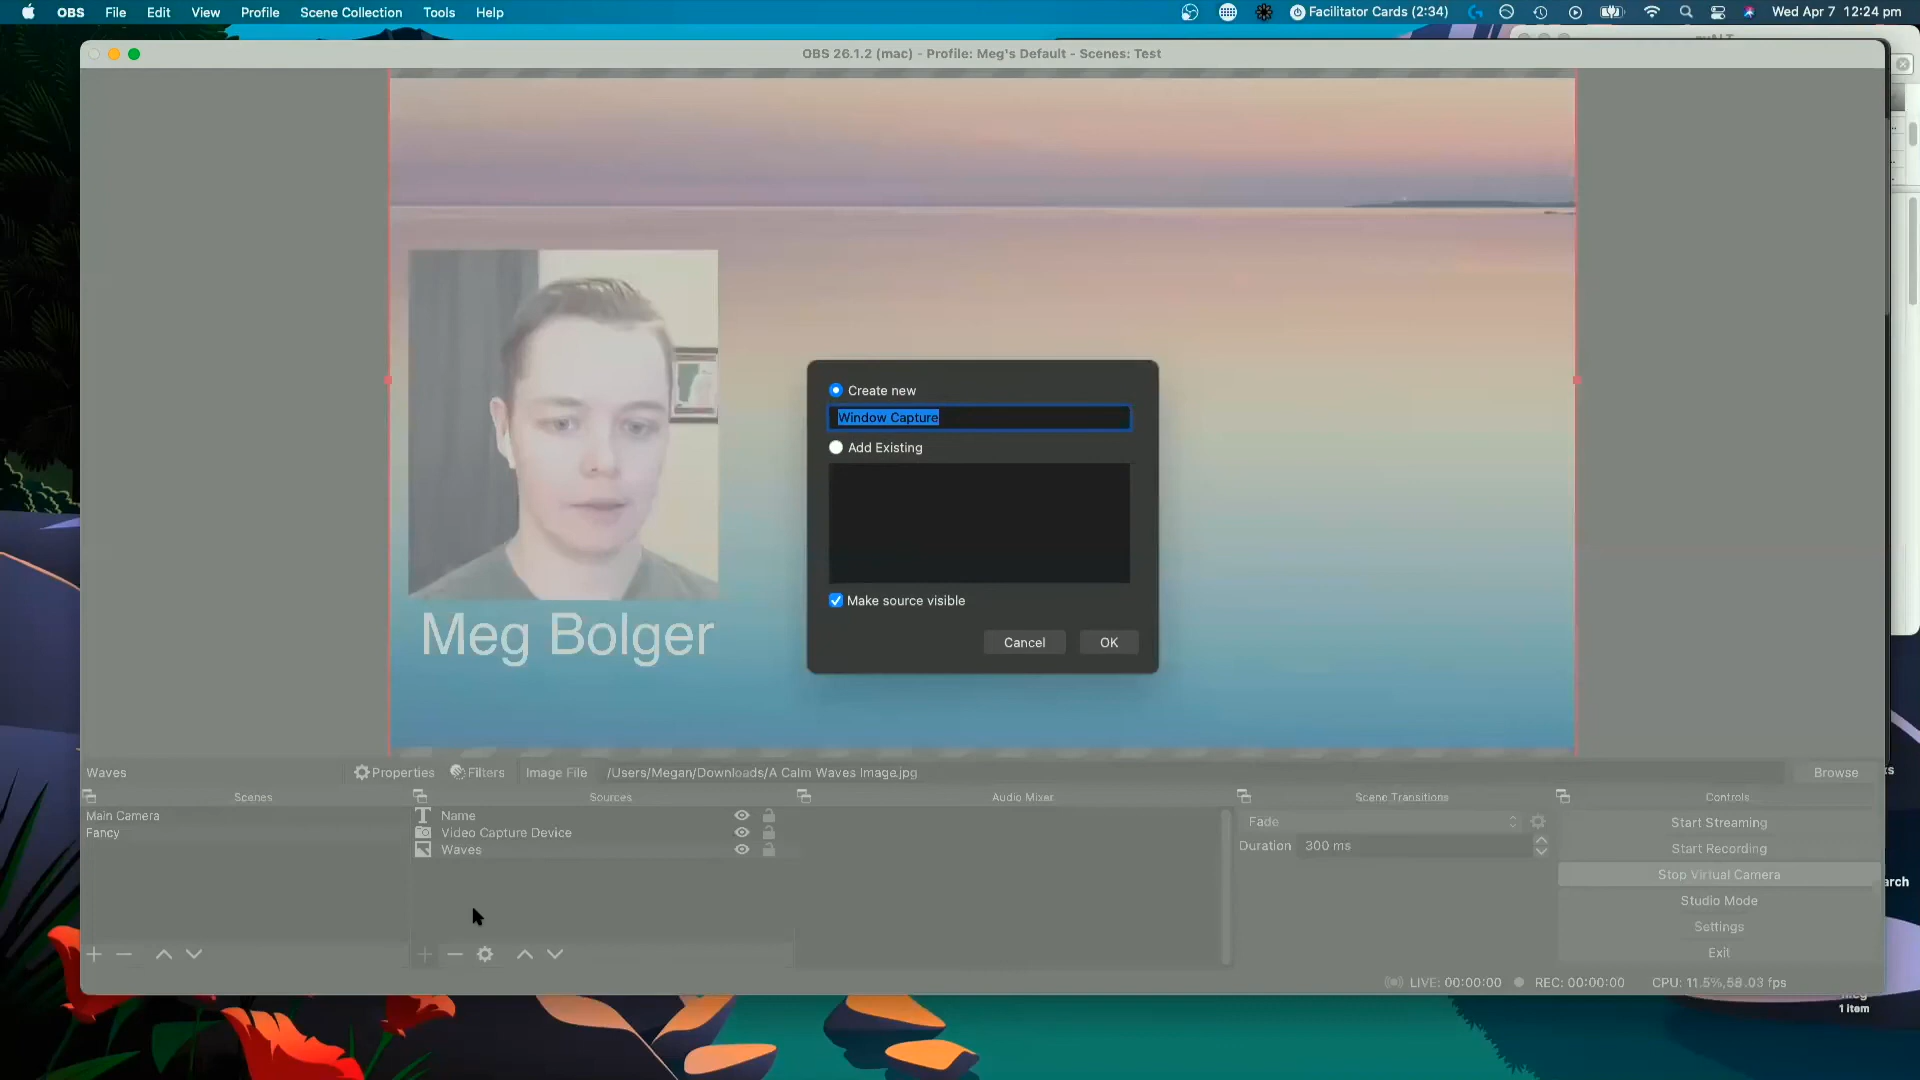 OBS File Edit View Profile Scene Collection Tools Help
Facilitator Cards (2:34)
Wed Apr 7 12:24 pm
OBS 26.1.2 (mac) - Profile: Meg's Default - Scenes: Test
Create new
Window Capture
Add Existing
Make source visible
Cancel OK
Meg Bolger
Waves Properties Filters Image File /Users/Megan/Downloads/A Calm Waves Image.jpg Browse
Scenes Sources Audio Mixer Scene Transitions Controls
Main Camera
Fancy
Name
Video Capture Device
Waves
Fade
Duration 300 ms
Start Streaming
Start Recording
Stop Virtual Camera
Studio Mode
Settings
Exit
LIVE: 00:00:00 REC: 00:00:00 CPU: 11.5%,58.03 fps
arch
1 item